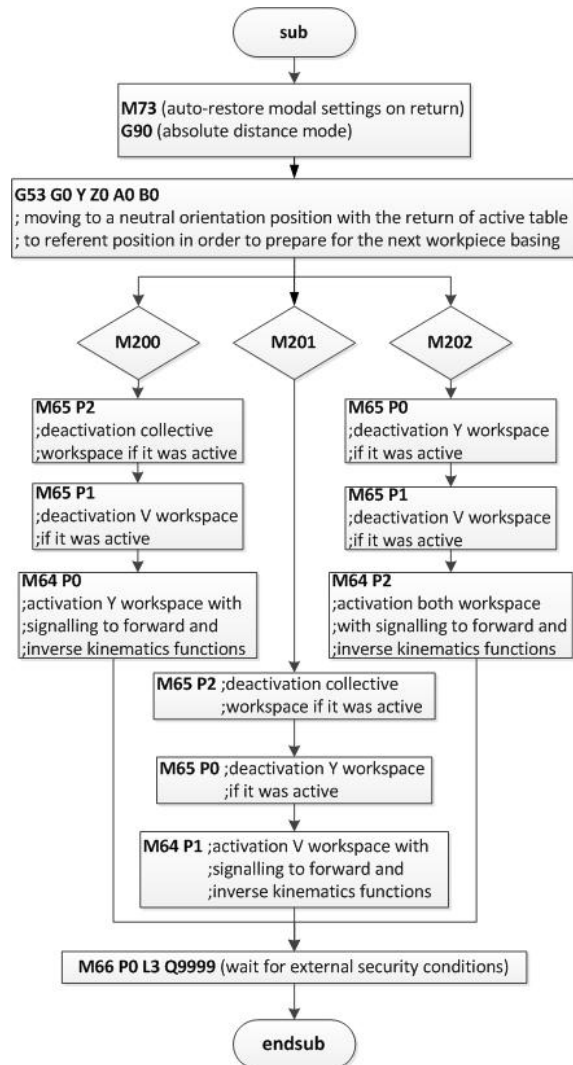 sub
M73 (auto-restore modal settings on return)
G90 (absolute distance mode)
G53 G0 Y Z0 A0 B0
; moving to a neutral orientation position with the return of active table
; to referent position in order to prepare for the next workpiece basing
M200
M201
M202
M65 P2
;deactivation collective
;workspace if it was active
M65 P1
;deactivation V workspace
;if it was active
M64 P0
;activation Y workspace with
;signalling to forward and
;inverse kinematics functions
M65 P0
;deactivation Y workspace
;if it was active
M65 P1
;deactivation V workspace
;if it was active
M64 P2
;activation both workspace
;with signalling to forward and
;inverse kinematics functions
M65 P2 ;deactivation collective
;workspace if it was active
M65 P0 ;deactivation Y workspace
;if it was active
M64 P1 ;activation V workspace with
;signalling to forward and
;inverse kinematics functions
M66 P0 L3 Q9999 (wait for external security conditions)
endsub